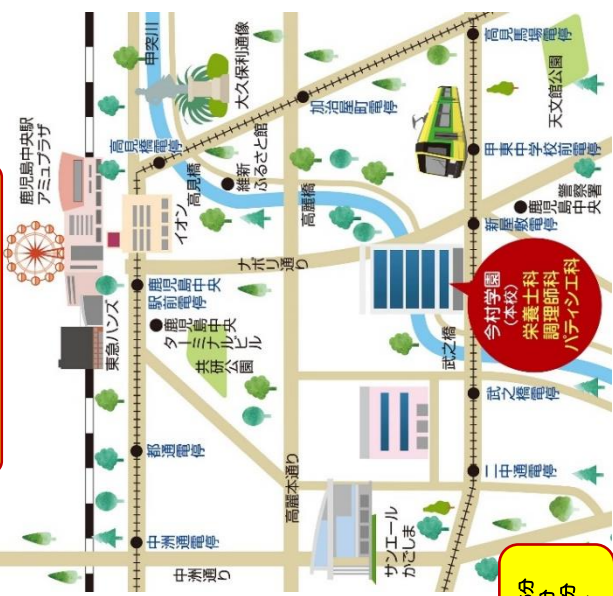 鹿児島中央駅
アミュプラザ
東急ハンズ
甲突川
大久保利通像
高見橋電停
高見橋
維新
ふるさと館
加治屋町電停
高麗橋
イオン
ナポリ通り
鹿児島中央
駅前電停
鹿児島中央
ターミナルビル
共研公園
都通電停
中洲通電停
中洲通り
高麗本通り
サンエール
かごしま
高見馬場電停
天文館公園
甲東中学校前電停
鹿児島中央
警察署
新屋敷電停
今村学園
(本校)
栄養士科
調理師科
パティシエ科
武之橋
武之橋電停
二中通電停